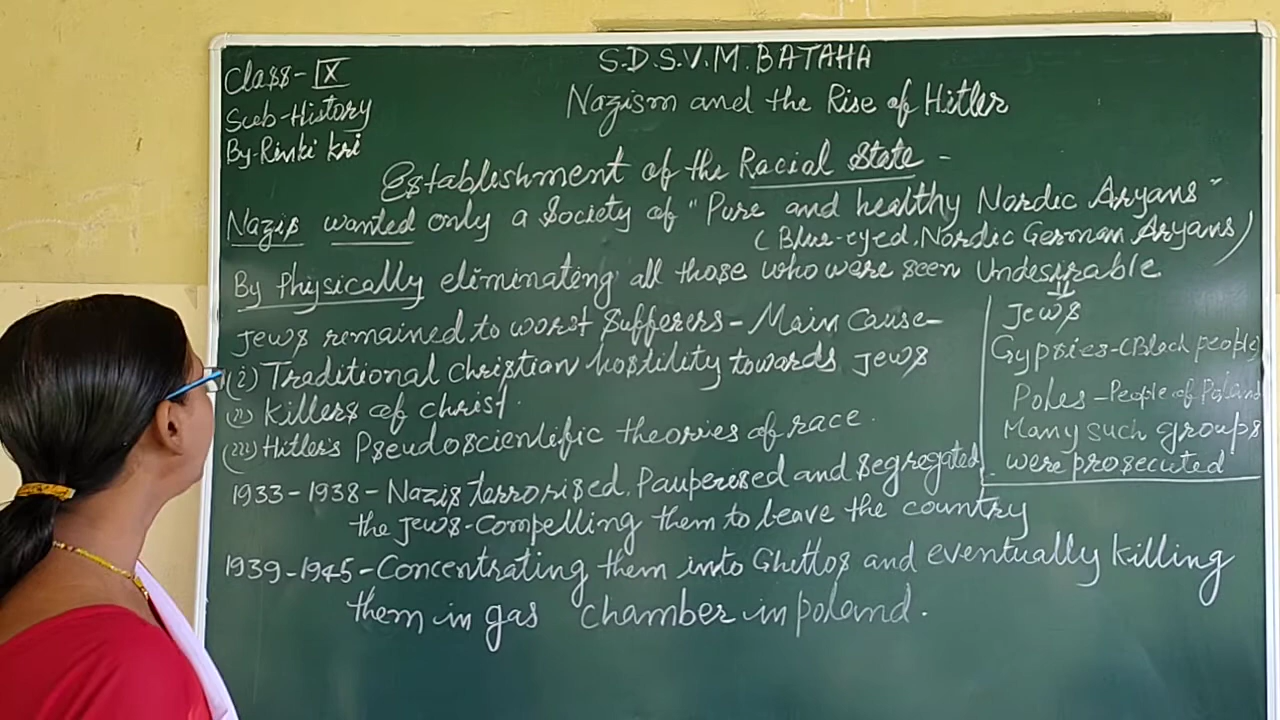 S.D.S.V.M. BATAHA
Class-IX
Sub-History
By-Rinki kri
Nazism and the Rise of Hitler
Establishment of the Racial State -
Nazis wanted only a Society of "Pure and healthy Nordic Aryans"
(Blue-eyed, Nordic German Aryans)
By Physically eliminating all those who were seen Undesirable
Jews remained to worst Sufferers - Main Cause-
(i) Traditional Christian hostility towards Jews
(ii) Killers of Christ.
(iii) Hitler's Pseudoscientific theories of race.
Jews
Gypsies-(Black people)
Poles - People of Poland
Many such groups
were prosecuted
1933-1938 - Nazis terrorised, Pauperised and segregated
the Jews - Compelling them to leave the country
1939-1945 - Concentrating them into Ghettos and eventually killing
them in gas chamber in poland.